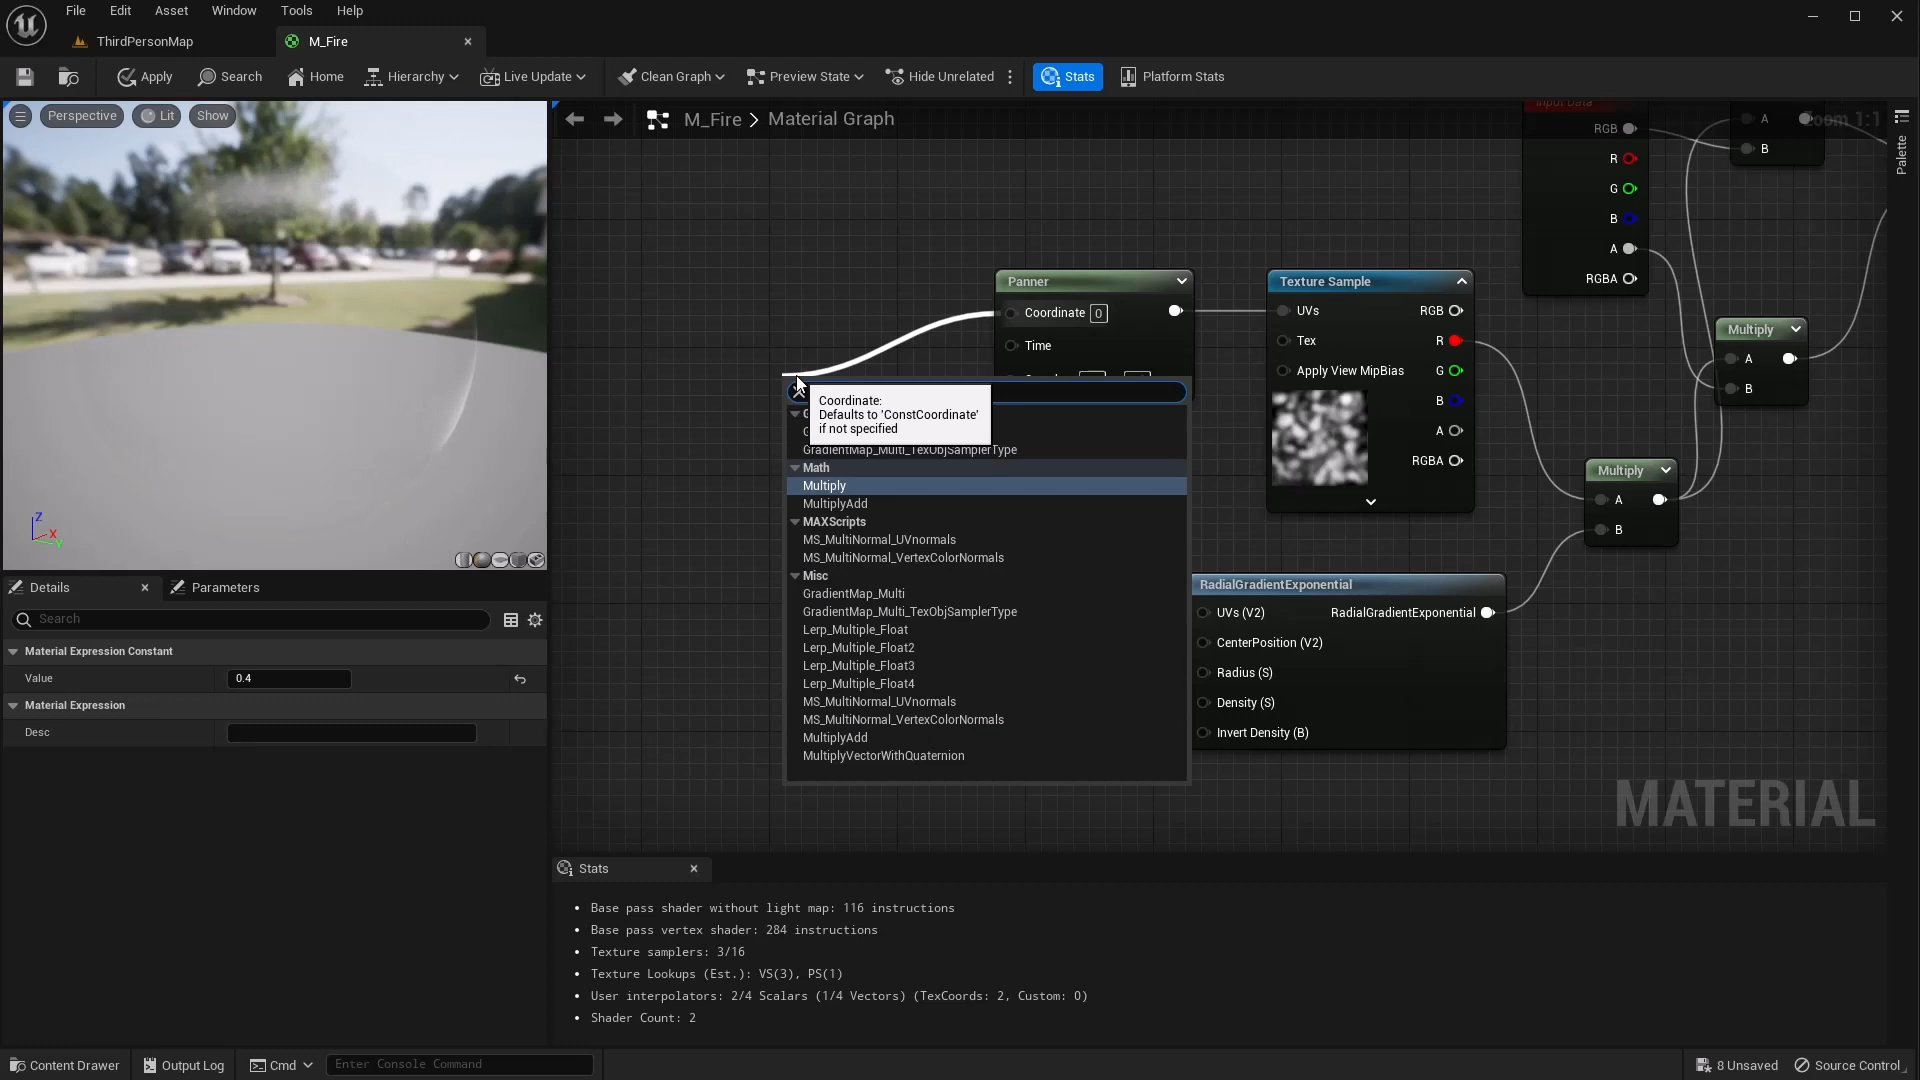 File Edit Asset Window Tools Help
ThirdPersonMap
M_Fire
Apply Search Home Hierarchy Live Update Clean Graph Preview State Hide Unrelated Stats Platform Stats
Perspective Lit Show
M_Fire > Material Graph
Zoom 1:1
Palette
Input Data
RGB
R
G
B
A
RGBA
A
B
Panner
Coordinate 0
Time
Texture Sample
UVs RGB
Tex R
Apply View MipBias G
B
A
RGBA
Multiply
A
B
Multiply
A
B
Coordinate:
Defaults to 'ConstCoordinate'
if not specified
GradientMap_Multi_TexObjSamplerType
Math
Multiply
MultiplyAdd
MAXScripts
MS_MultiNormal_UVnormals
MS_MultiNormal_VertexColorNormals
Misc
GradientMap_Multi
GradientMap_Multi_TexObjSamplerType
Lerp_Multiple_Float
Lerp_Multiple_Float2
Lerp_Multiple_Float3
Lerp_Multiple_Float4
MS_MultiNormal_UVnormals
MS_MultiNormal_VertexColorNormals
MultiplyAdd
MultiplyVectorWithQuaternion
RadialGradientExponential
UVs (V2) RadialGradientExponential
CenterPosition (V2)
Radius (S)
Density (S)
Invert Density (B)
MATERIAL
Z
X
Y
Details Parameters
Search
Material Expression Constant
Value 0.4
Material Expression
Desc
Stats
• Base pass shader without light map: 116 instructions
• Base pass vertex shader: 284 instructions
• Texture samplers: 3/16
• Texture Lookups (Est.): VS(3), PS(1)
• User interpolators: 2/4 Scalars (1/4 Vectors) (TexCoords: 2, Custom: 0)
• Shader Count: 2
Content Drawer Output Log Cmd Enter Console Command 8 Unsaved Source Control